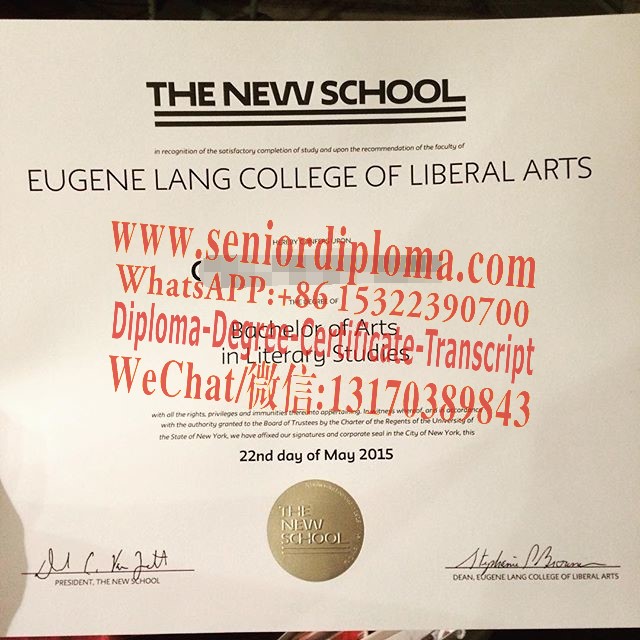 THE NEW SCHOOL
in recognition of the satisfactory completion of study and upon the recommendation of the faculty of
EUGENE LANG COLLEGE OF LIBERAL ARTS
HEREBY CONFERS UPON
www.seniordiploma.com
WhatsAPP:+86 15322390700
THE DEGREE OF
Bachelor of Arts
Diploma-Degree-Certificate-Transcript
in Literary Studies
WeChat/微信:13170389843
with all the rights, privileges and immunities thereunto appertaining. In witness whereof, and in accordance
with the authority granted to the Board of Trustees by the Charter of the Regents of the University of
the State of New York, we have affixed our signatures and corporate seal in the City of New York, this
22nd day of May 2015
THE
NEW
SCHOOL
PRESIDENT, THE NEW SCHOOL
DEAN, EUGENE LANG COLLEGE OF LIBERAL ARTS